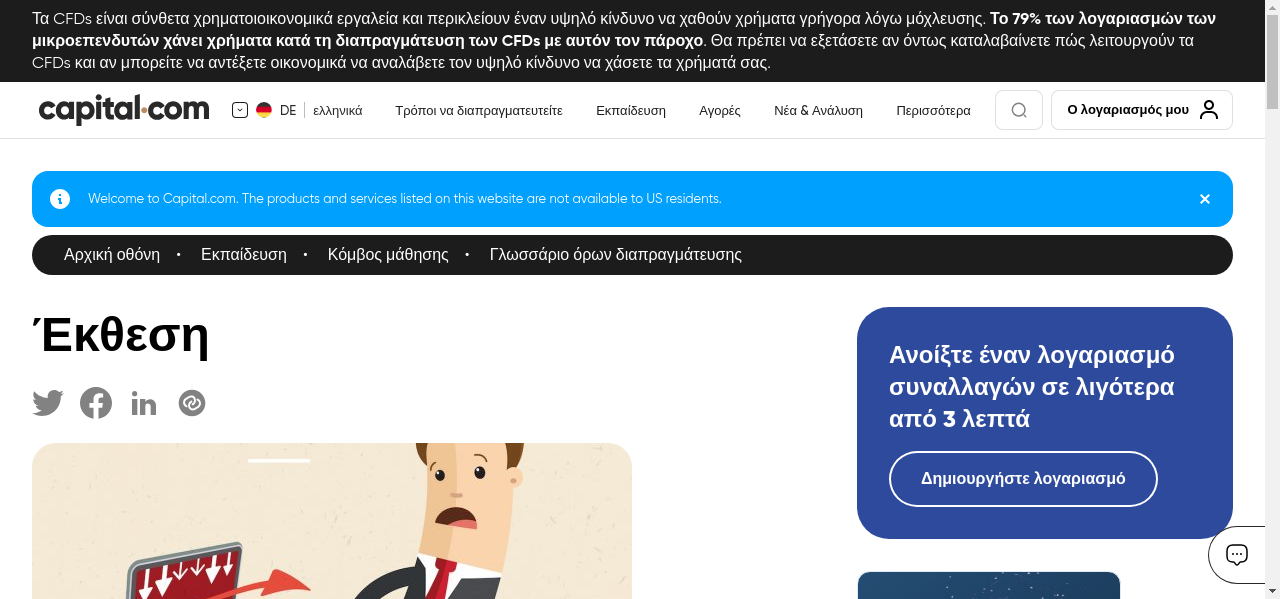 Τα CFDs είναι σύνθετα χρηματοιοικονομικά εργαλεία και περικλείουν έναν υψηλό κίνδυνο να χαθούν χρήματα γρήγορα λόγω μόχλευσης. Το 79% των λογαριασμών των
μικροεπενδυτών χάνει χρήματα κατά τη διαπραγμάτευση των CFDs με αυτόν τον πάροχο. Θα πρέπει να εξετάσετε αν όντως καταλαβαίνετε πώς λειτουργούν τα
CFDs και αν μπορείτε να αντέξετε οικονομικά να αναλάβετε τον υψηλό κίνδυνο να χάσετε τα χρήματά σας.
capital.com DE ελληνικά Τρόποι να διαπραγματευτείτε Εκπαίδευση Αγορές Νέα & Ανάλυση Περισσότερα Ο λογαριασμός μου
Welcome to Capital.com. The products and services listed on this website are not available to US residents.
Αρχική οθόνη • Εκπαίδευση • Κόμβος μάθησης • Γλωσσάριο όρων διαπραγμάτευσης
Έκθεση
Ανοίξτε έναν λογαριασμό
συναλλαγών σε λιγότερα
από 3 λεπτά
Δημιουργήστε λογαριασμό